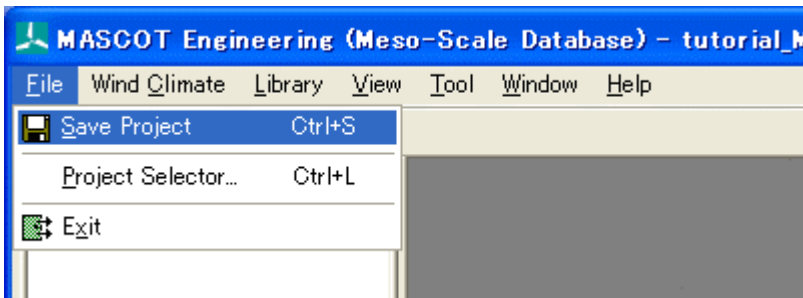 MASCOT Engineering (Meso-Scale Database) - tutorial_M
File Wind Climate Library View Tool Window Help
Save Project Ctrl+S
Project Selector... Ctrl+L
Exit